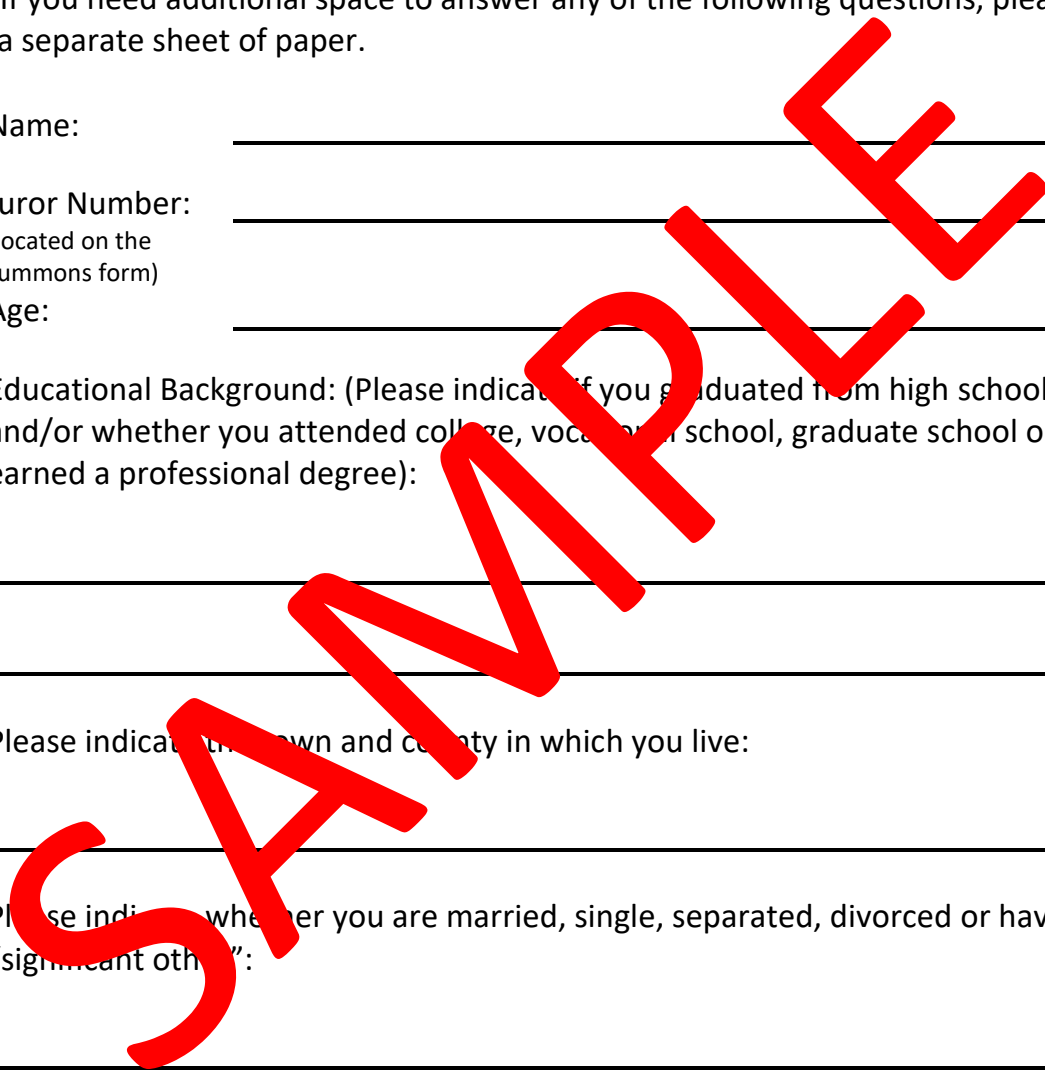 If you need additional space to answer any of the following questions, plea
a separate sheet of paper.
Name:
uror Number:
ocated on the
ummons form)
Age:
Educational Background: (Please indicate if you graduated from high school
and/or whether you attended college, vocational school, graduate school o
earned a professional degree):
Please indicate the town and county in which you live:
Please indicate whether you are married, single, separated, divorced or hav
“significant other”:
SAMPLE